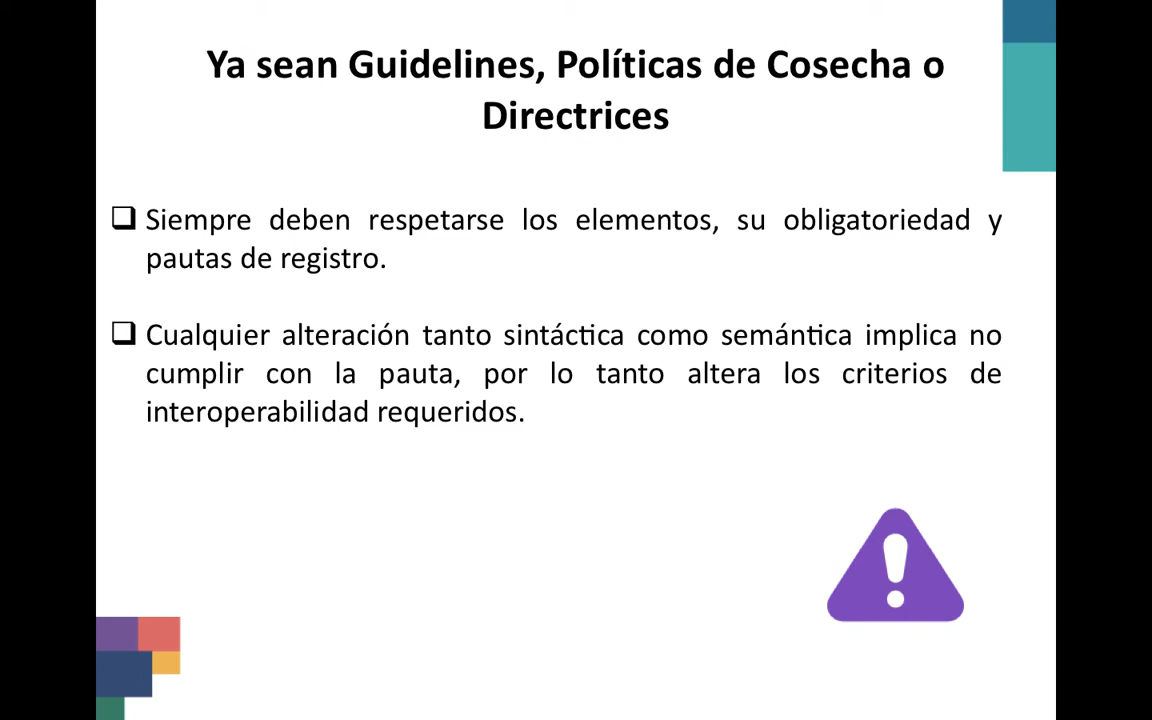 Ya sean Guidelines, Políticas de Cosecha o
Directrices
Siempre deben respetarse los elementos, su obligatoriedad y
pautas de registro.
Cualquier alteración tanto sintáctica como semántica implica no
cumplir con la pauta, por lo tanto altera los criterios de
interoperabilidad requeridos.